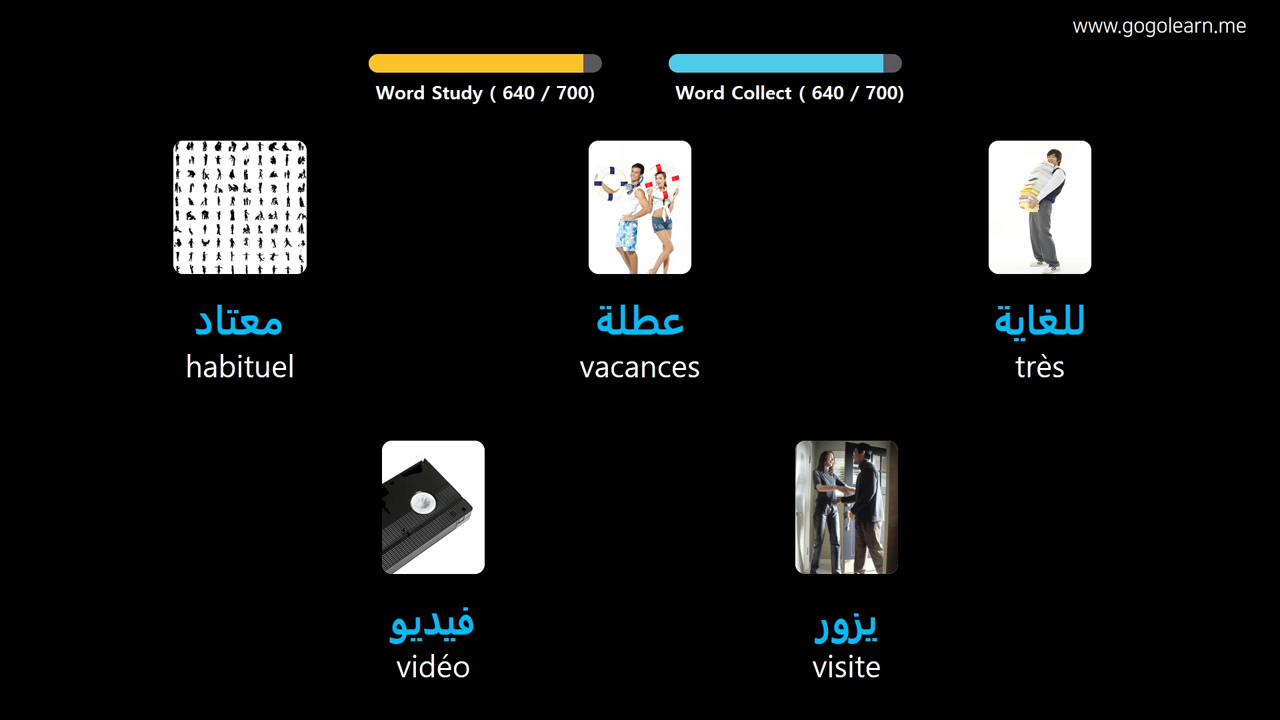 www.gogolearn.me
Word Study ( 640 / 700)
Word Collect ( 640 / 700)
معتاد
habituel
عطلة
vacances
للغاية
très
فيديو
vidéo
يزور
visite